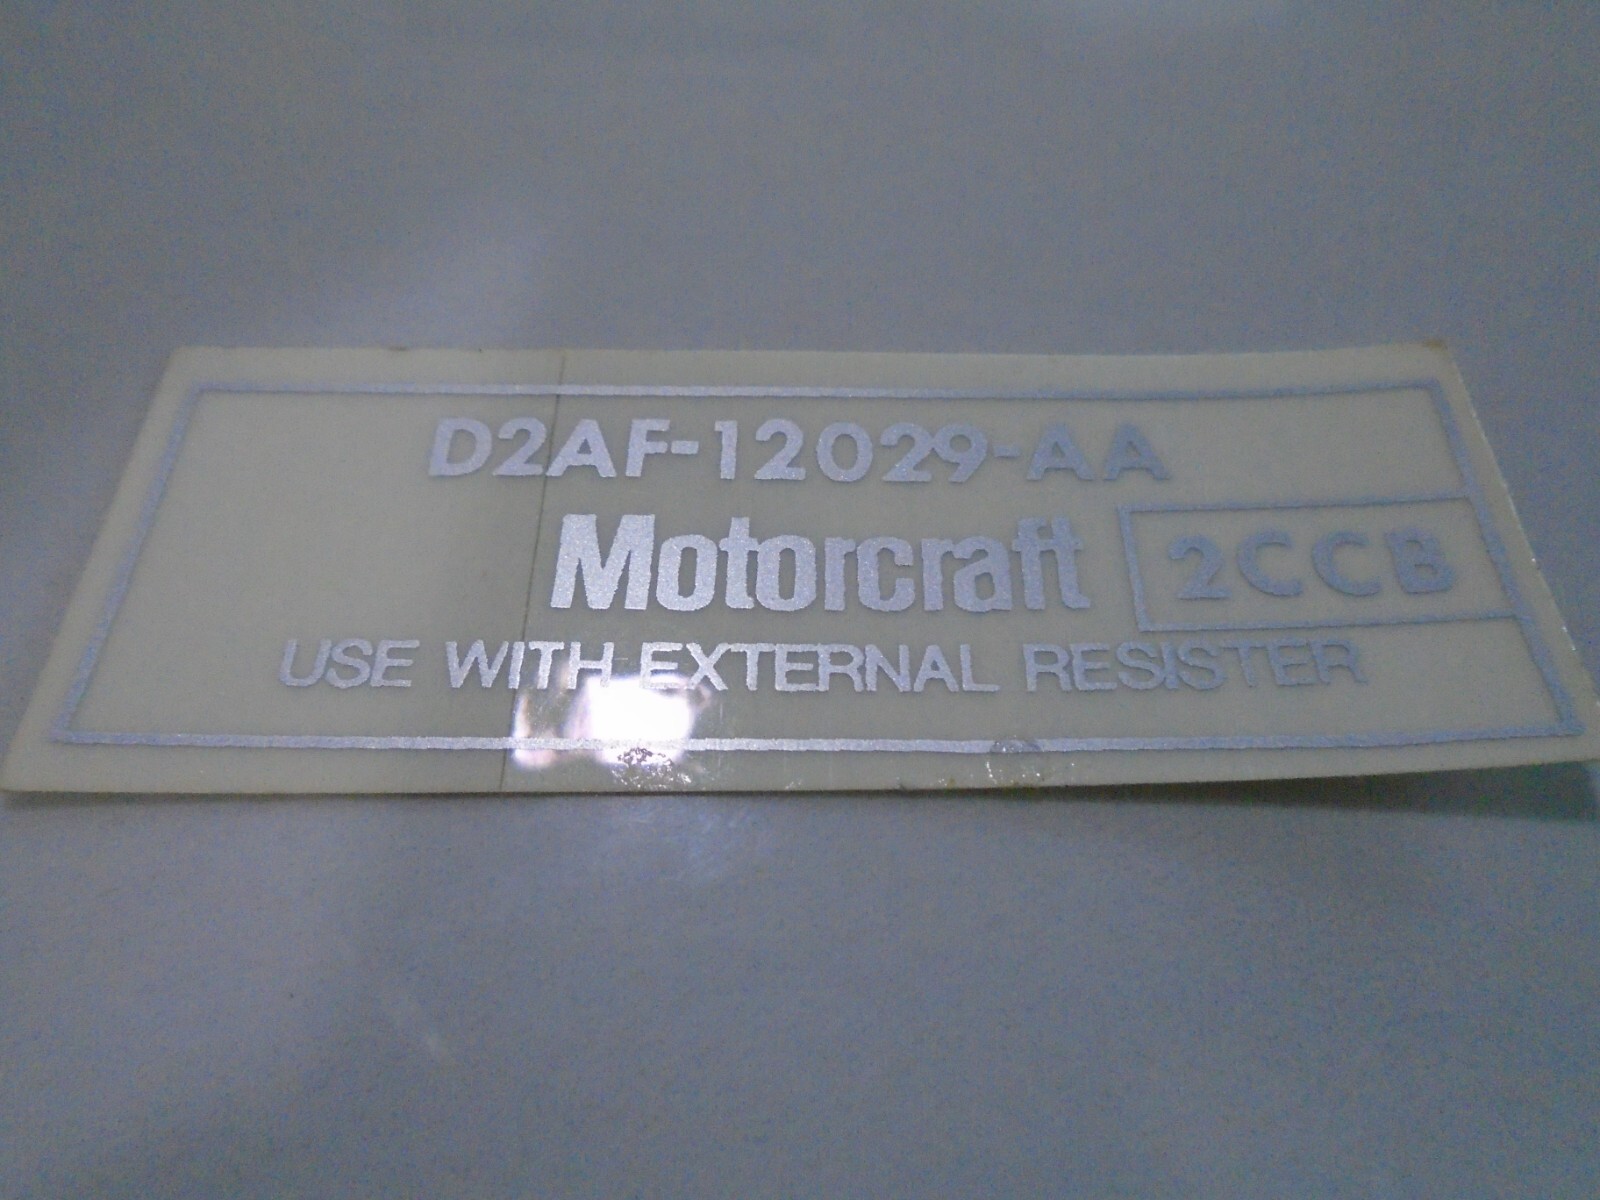 D2AF-12029-AA
Motorcraft 2CCB
USE WITH EXTERNAL RESISTER